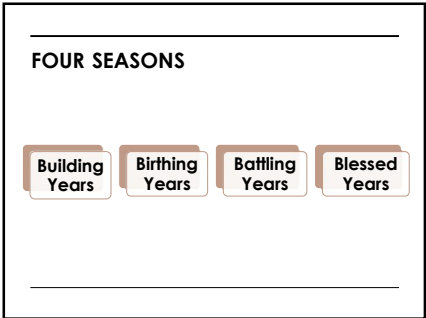 FOUR SEASONS
Building
Years
Birthing
Years
Battling
Years
Blessed
Years